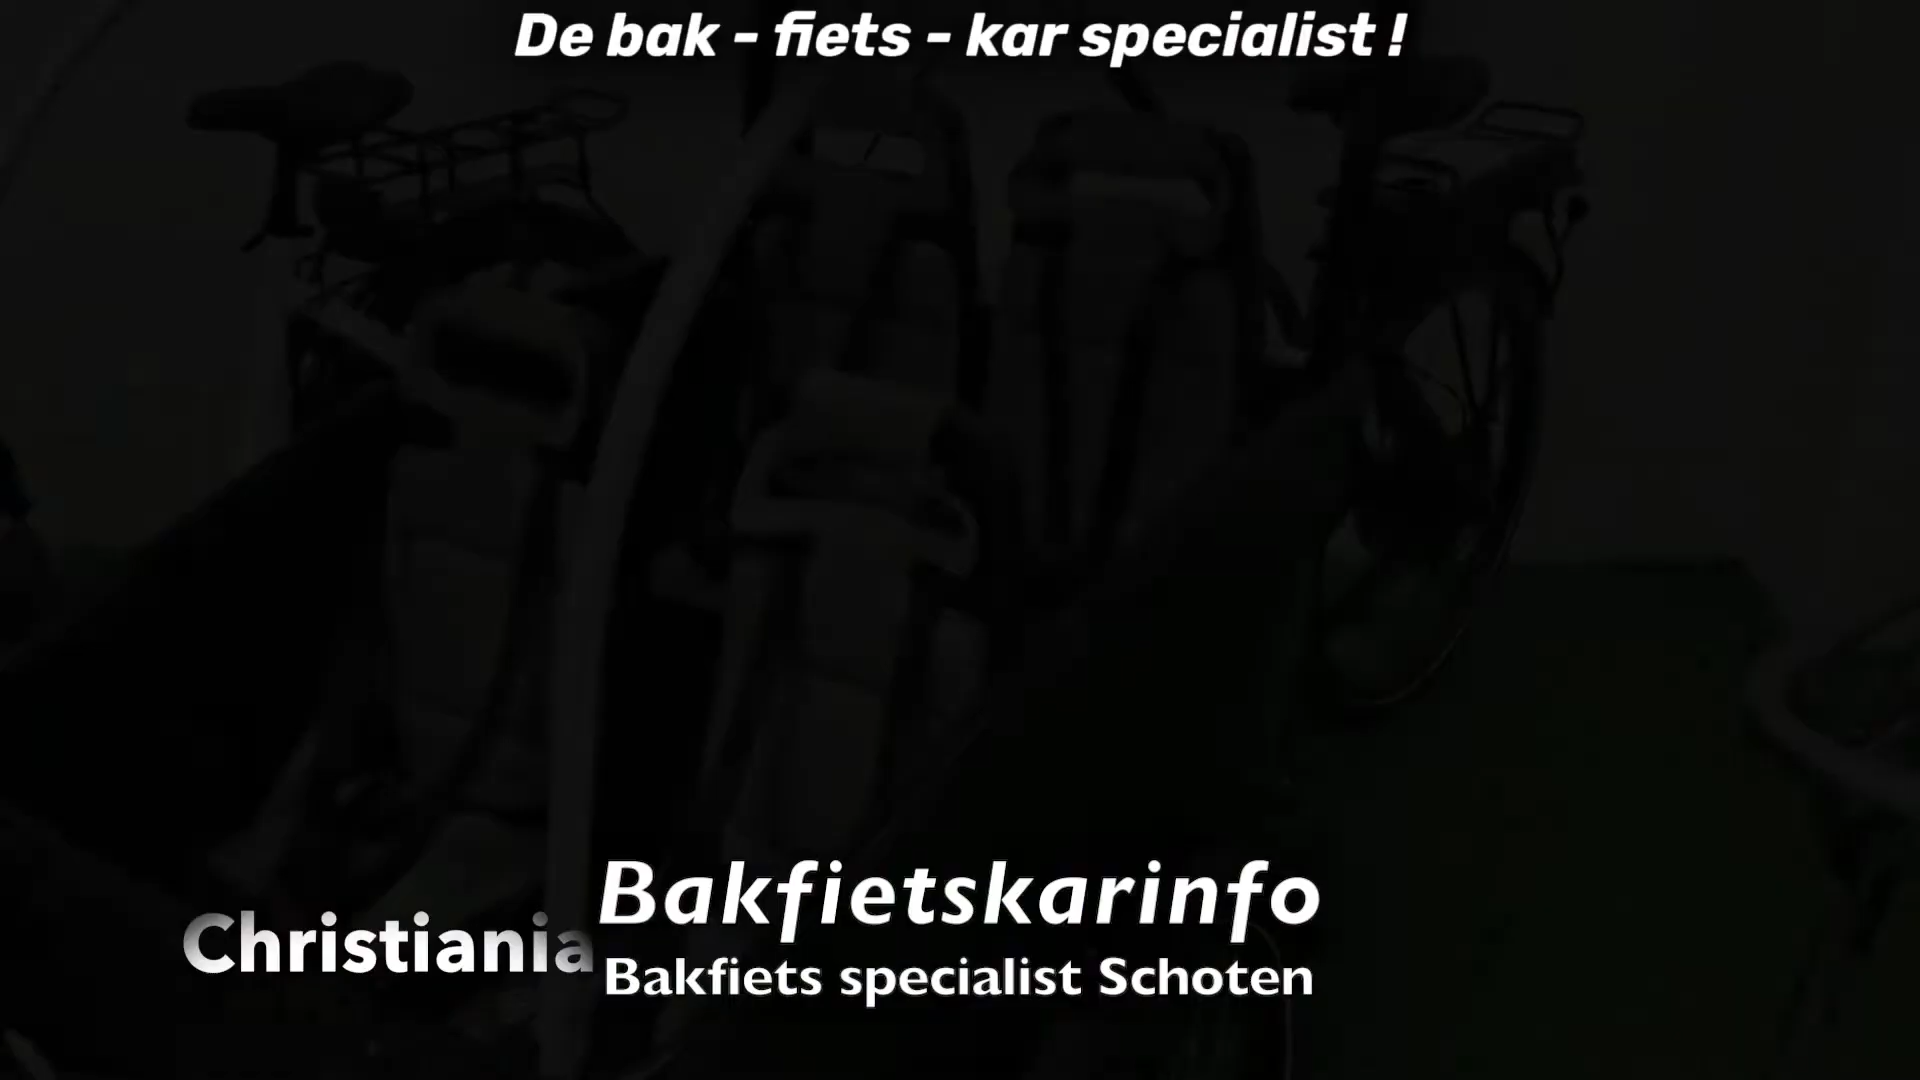 De bak - fiets - kar specialist !
Bakfietskarinfo
Christiania
Bakfiets specialist Schoten